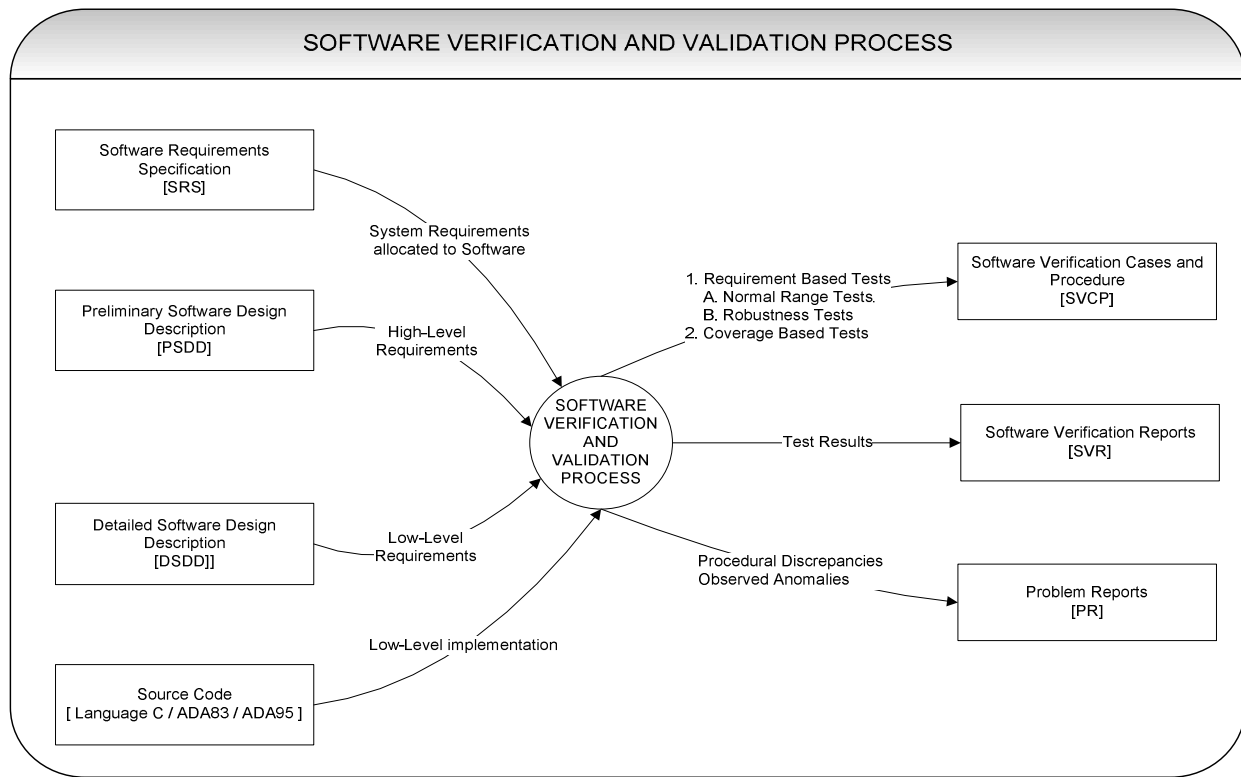 SOFTWARE VERIFICATION AND VALIDATION PROCESS
Software Requirements
Specification
[SRS]
System Requirements
allocated to Software
Preliminary Software Design
Description
[PSDD]
High-Level
Requirements
Detailed Software Design
Description
[DSDD]]
Low-Level
Requirements
Source Code
[ Language C / ADA83 / ADA95 ]
Low-Level implementation
SOFTWARE
VERIFICATION
AND
VALIDATION
PROCESS
1. Requirement Based Tests
A. Normal Range Tests.
B. Robustness Tests
2. Coverage Based Tests
Software Verification Cases and
Procedure
[SVCP]
Test Results
Software Verification Reports
[SVR]
Procedural Discrepancies
Observed Anomalies
Problem Reports
[PR]